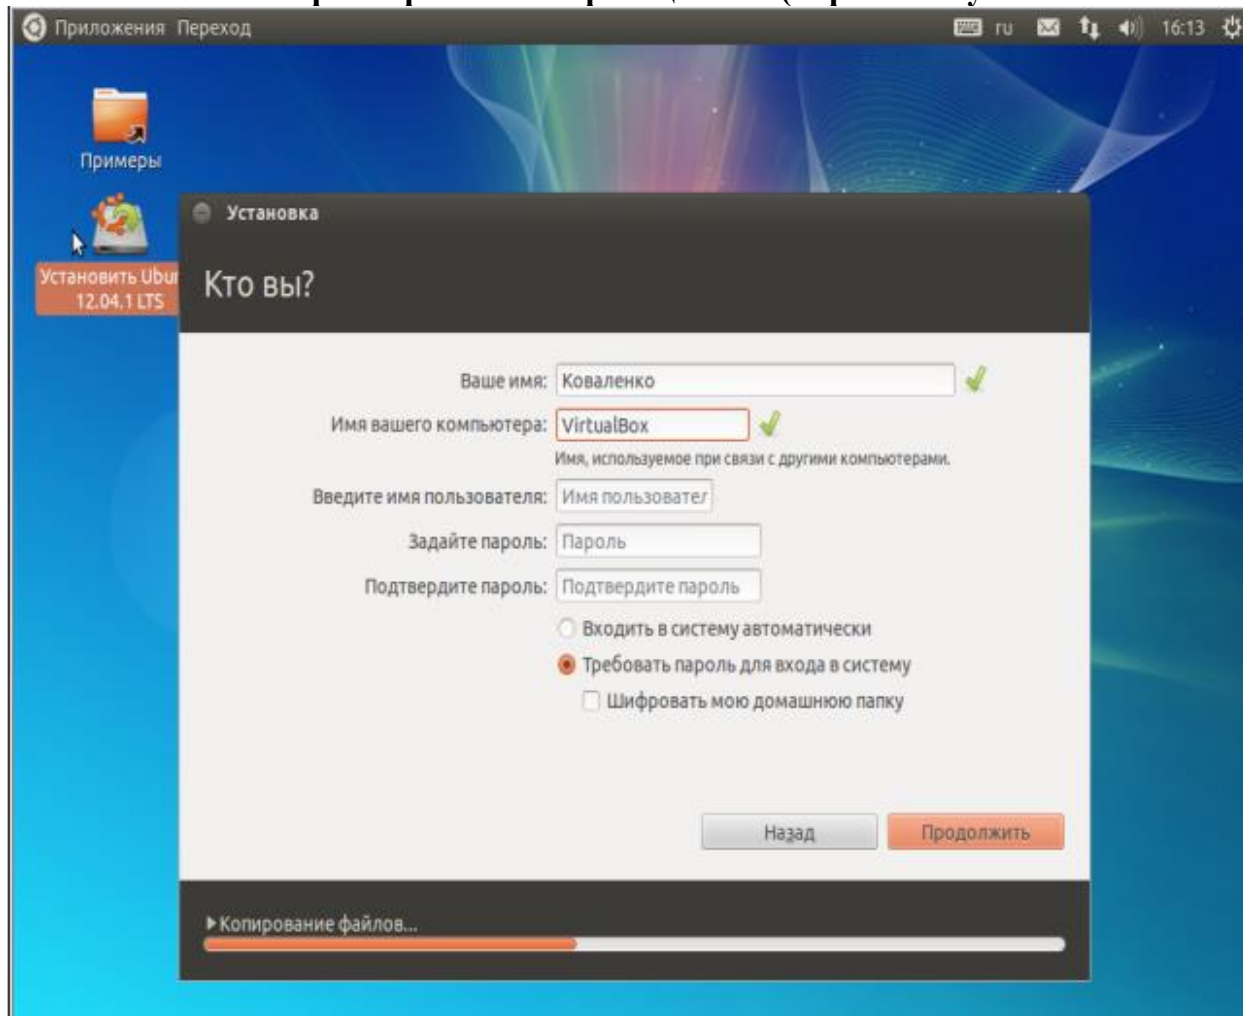 Приложения Переход
ru
16:13
Примеры
Установить Ubun
12.04.1 LTS
Установка
Кто вы?
Ваше имя: Коваленко
Имя вашего компьютера: VirtualBox
Имя, используемое при связи с другими компьютерами.
Введите имя пользователя: Имя пользовател
Задайте пароль: Пароль
Подтвердите пароль: Подтвердите пароль
Входить в систему автоматически
Требовать пароль для входа в систему
Шифровать мою домашнюю папку
Назад
Продолжить
Копирование файлов...